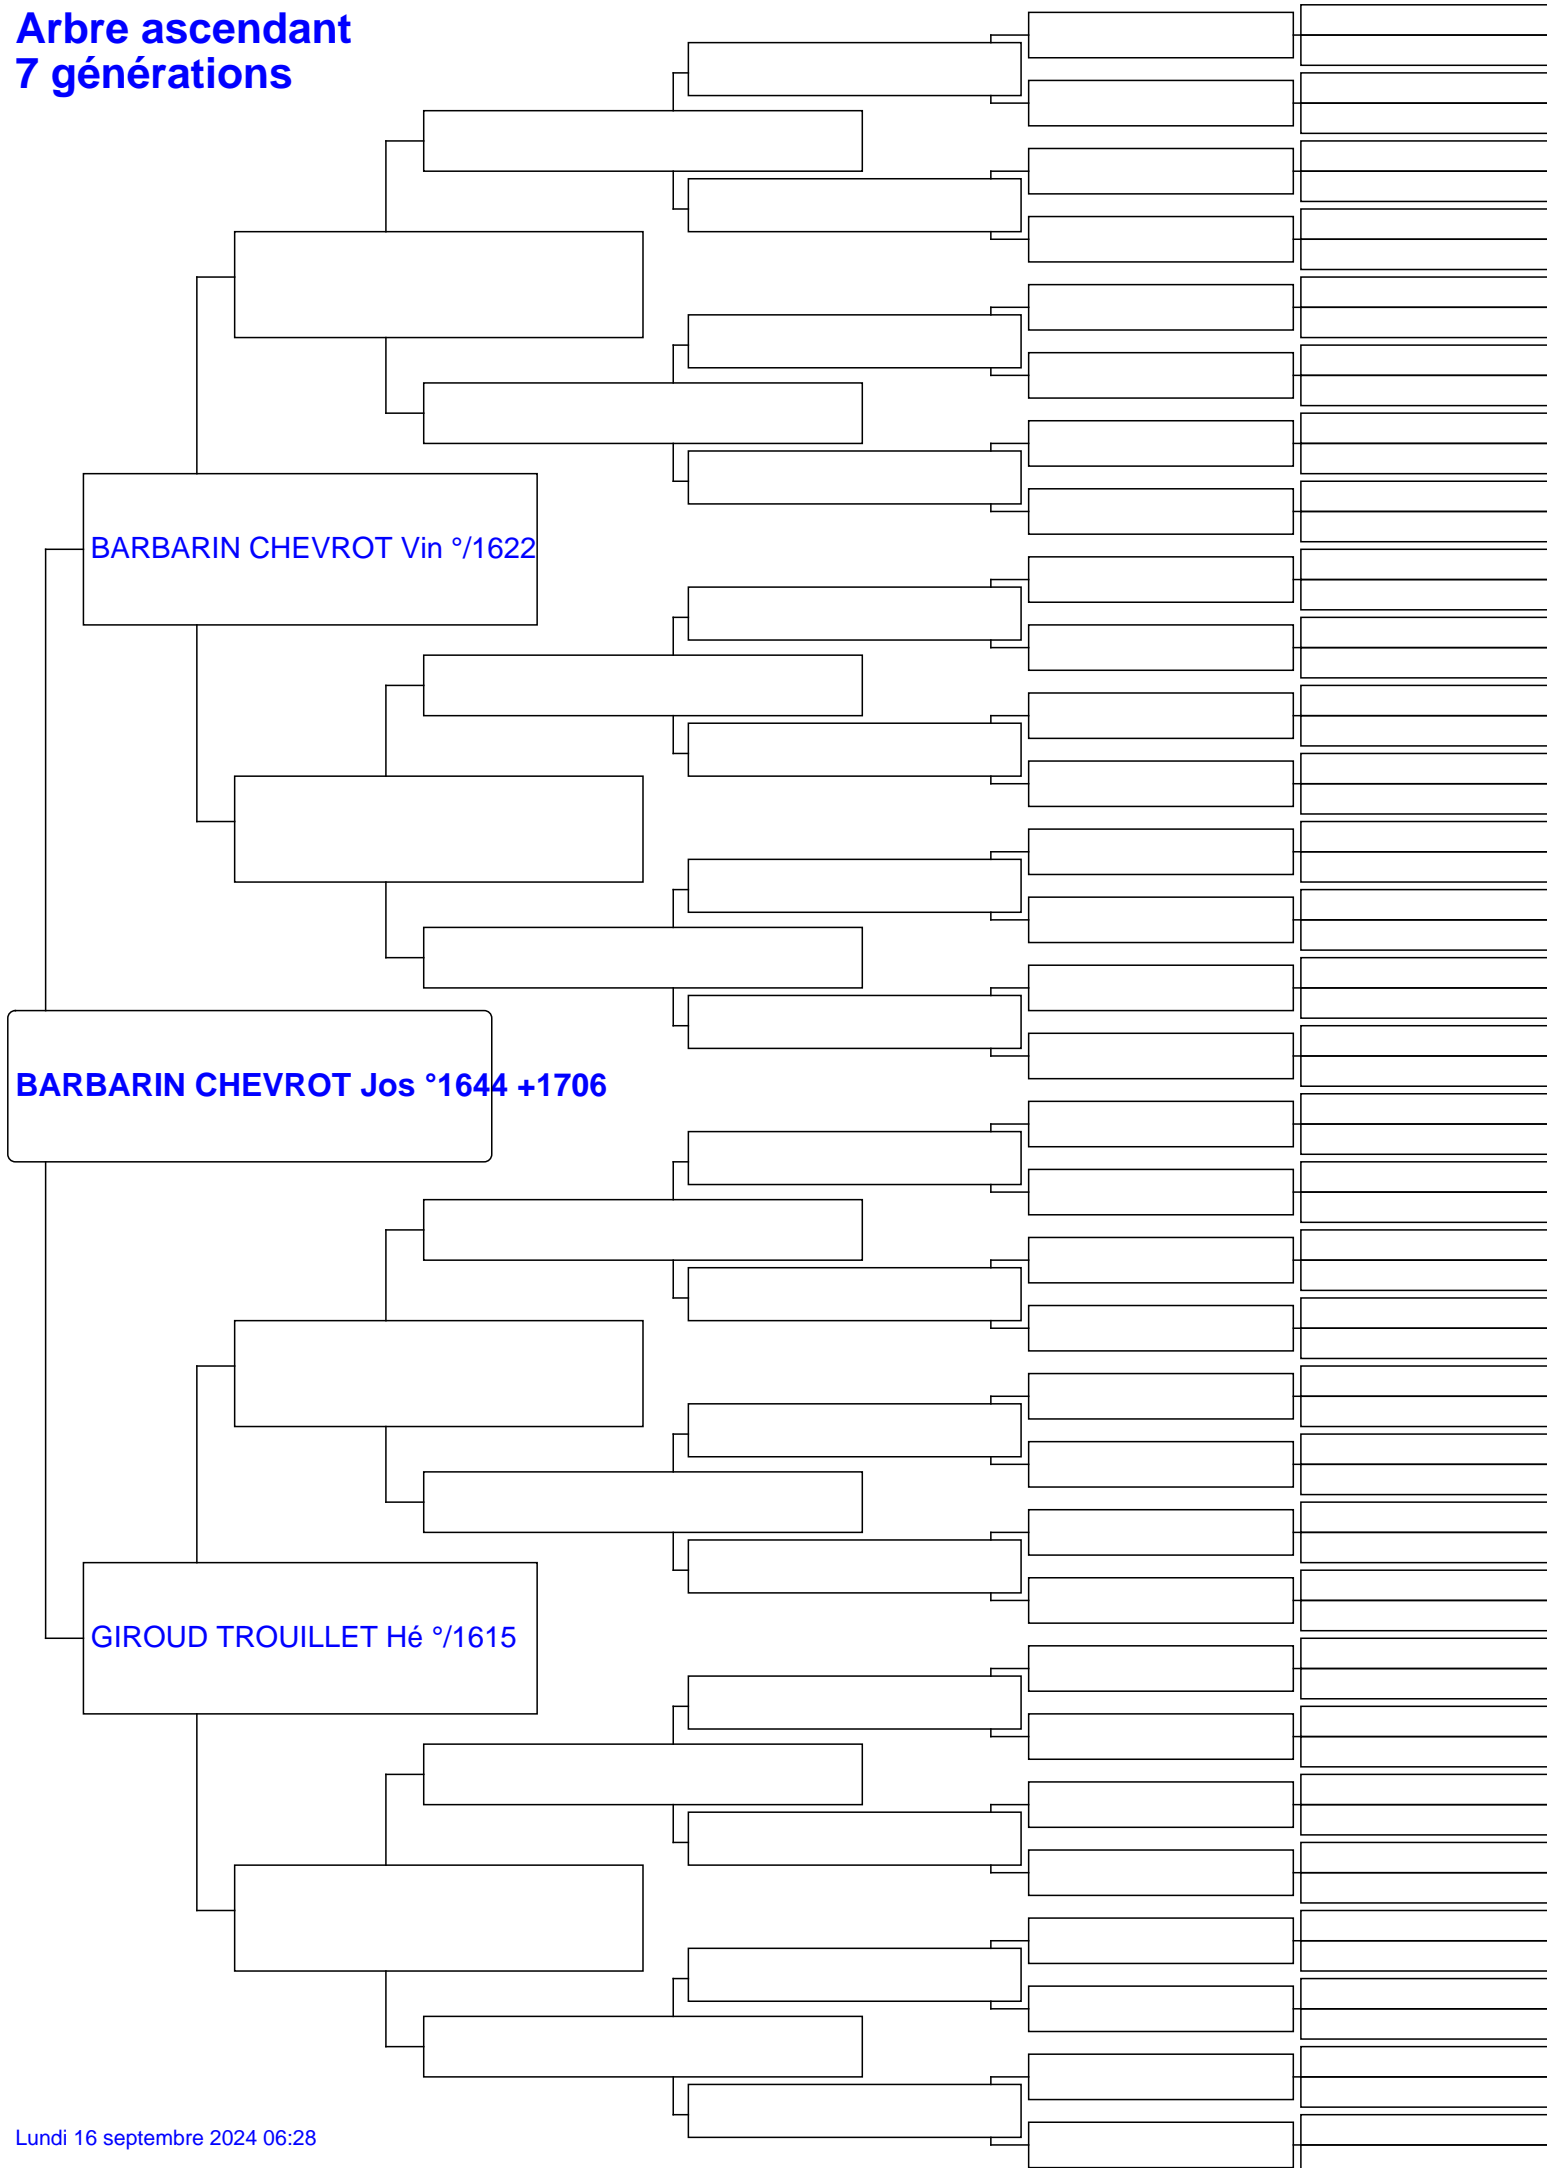 Arbre ascendant
7 générations
BARBARIN CHEVROT Vin °/1622
BARBARIN CHEVROT Jos °1644 +1706
GIROUD TROUILLET Hé °/1615
Lundi 16 septembre 2024 06:28